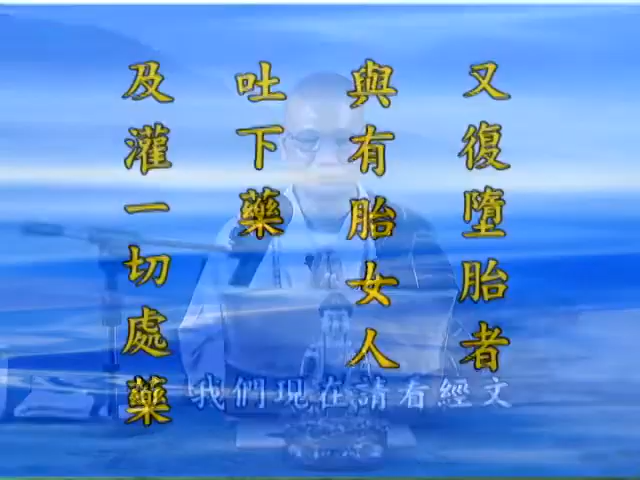 又復墮胎者
與有胎女人
吐下藥
及灌一切處藥
我們現在請看經文